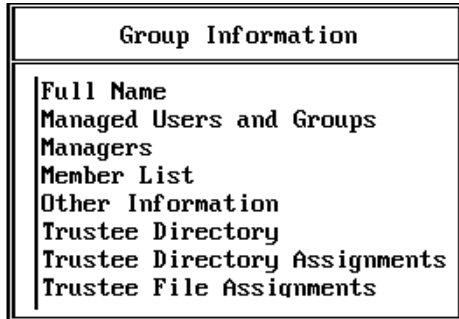 Group Information
Full Name
Managed Users and Groups
Managers
Member List
Other Information
Trustee Directory
Trustee Directory Assignments
Trustee File Assignments